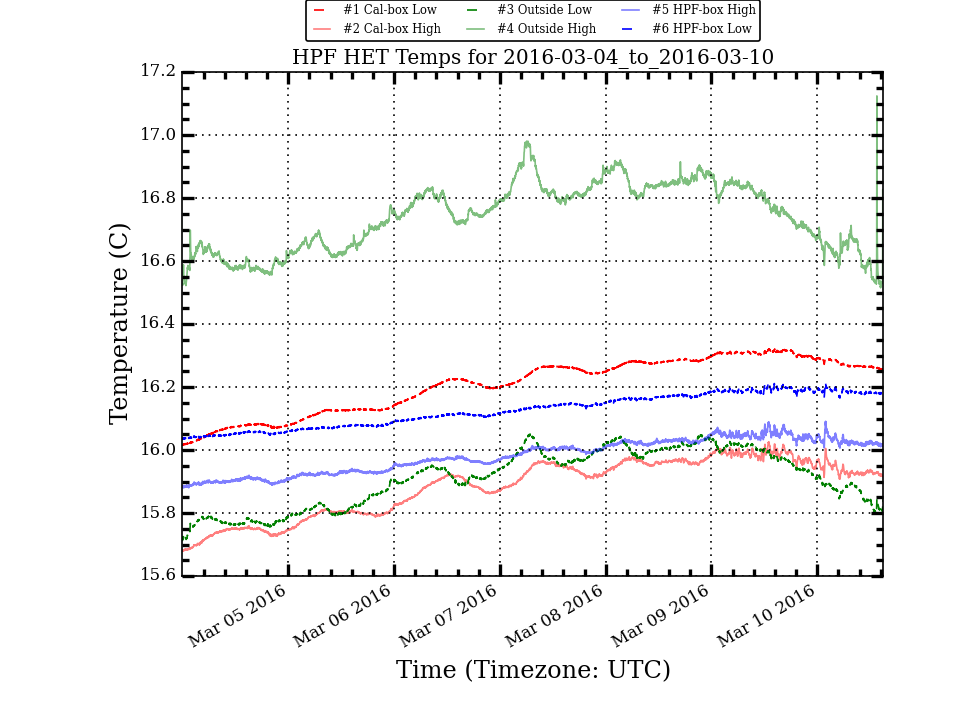 #1 Cal-box Low #3 Outside Low #5 HPF-box High
#2 Cal-box High #4 Outside High #6 HPF-box Low
HPF HET Temps for 2016-03-04_to_2016-03-10
17.2
17.0
16.8
16.6
16.4
16.2
16.0
15.8
15.6
Temperature (C)
Mar 05 2016 Mar 06 2016 Mar 07 2016 Mar 08 2016 Mar 09 2016 Mar 10 2016
Time (Timezone: UTC)